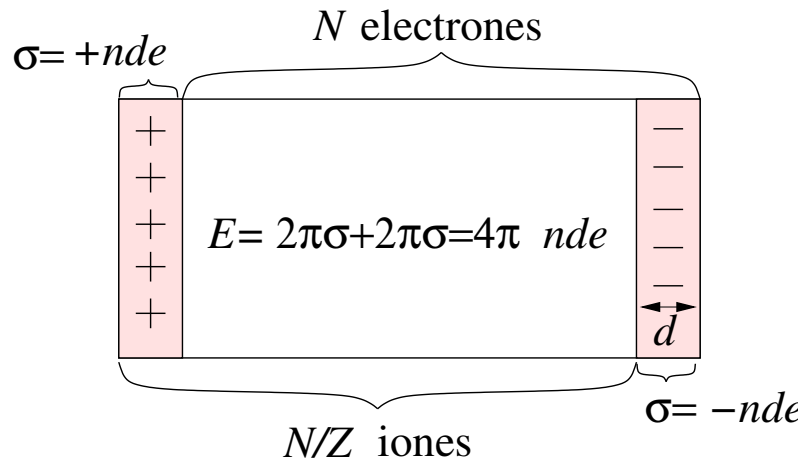 N electrones
σ= +nde
+
+
+
+
+
—
—
—
—
—
E= 2πσ+2πσ=4π nde
d
σ= −nde
N/Z iones